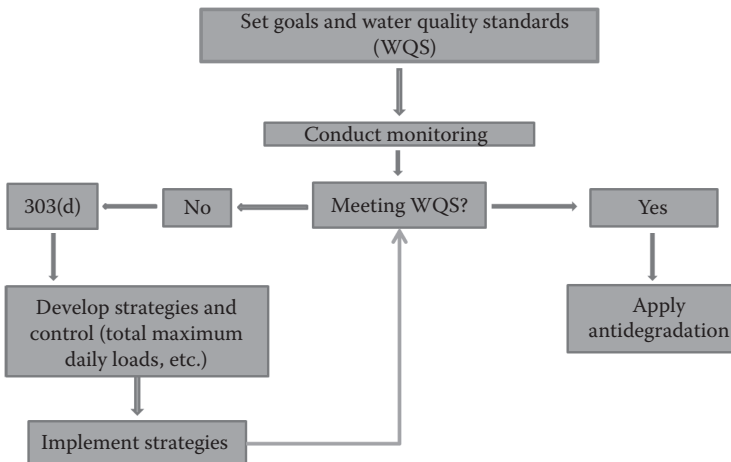 Set goals and water quality standards
(WQS)
Conduct monitoring
303(d)
No
Meeting WQS?
Yes
Develop strategies and
control (total maximum
daily loads, etc.)
Apply
antidegradation
Implement strategies